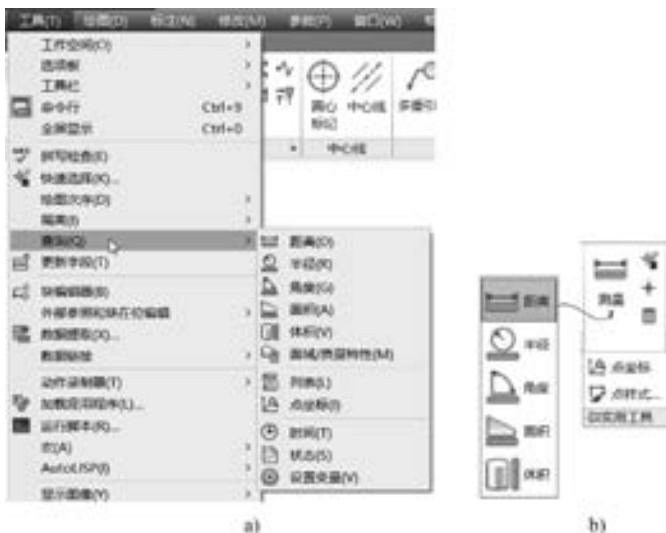 工具(T) 绘图(D) 标注(N) 修改(M) 参数(P) 窗口(W)
工作空间(O)
选项板
工具栏
命令行 Ctrl+9
全屏显示 Ctrl+0
拼写检查(E)
快速选择(K)...
绘图次序(D)
隔离(I)
查询(Q)
更新字段(T)
块编辑器(B)
外部参照和块在位编辑
数据提取(X)...
数据链接
动作录制器(T)
加载应用程序(L)...
运行脚本(R)...
宏(A)
AutoLISP(I)
显示图像(Y)
圆心标记 中心线 多重引
中心线
距离(D)
半径(R)
角度(G)
面积(A)
体积(V)
面域/质量特性(M)
列表(L)
点坐标(I)
时间(T)
状态(S)
设置变量(V)
a)
距离
半径
角度
面积
体积
测量
点坐标
点样式...
实用工具
b)